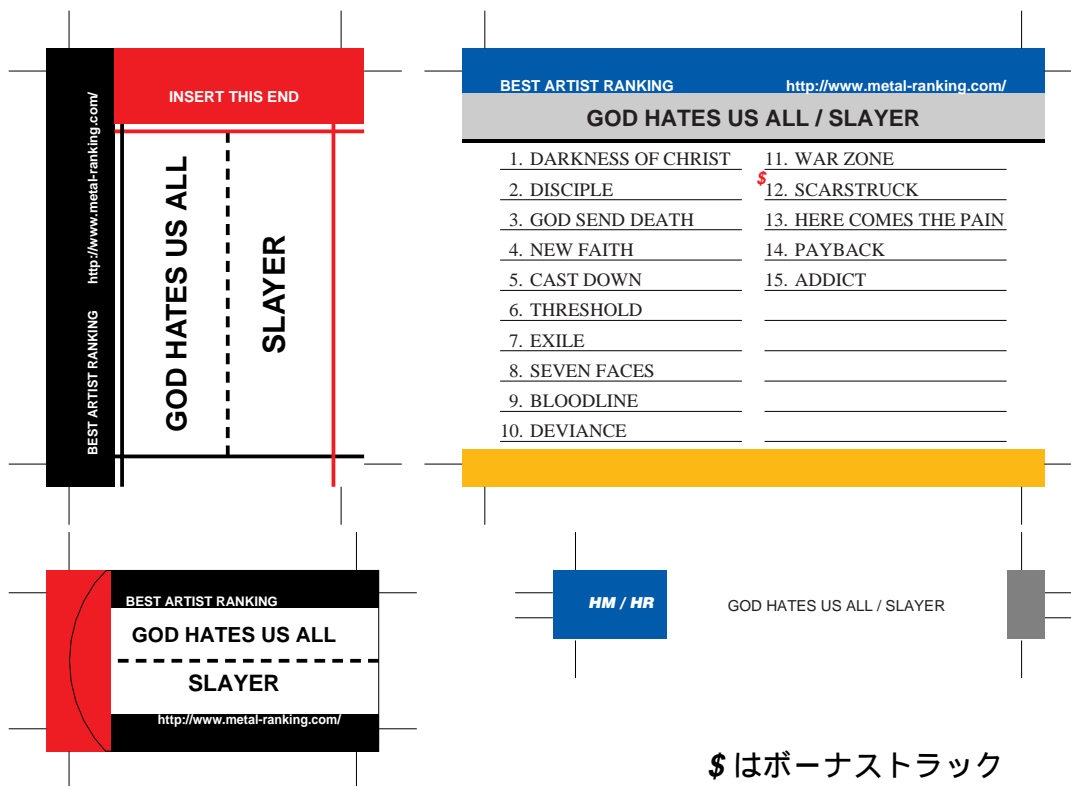 INSERT THIS END
BEST ARTIST RANKING http://www.metal-ranking.com/
GOD HATES US ALL
SLAYER
BEST ARTIST RANKING http://www.metal-ranking.com/
GOD HATES US ALL / SLAYER
1. DARKNESS OF CHRIST
2. DISCIPLE
3. GOD SEND DEATH
4. NEW FAITH
5. CAST DOWN
6. THRESHOLD
7. EXILE
8. SEVEN FACES
9. BLOODLINE
10. DEVIANCE
11. WAR ZONE
$12. SCARSTRUCK
13. HERE COMES THE PAIN
14. PAYBACK
15. ADDICT
BEST ARTIST RANKING
GOD HATES US ALL
SLAYER
http://www.metal-ranking.com/
HM / HR
GOD HATES US ALL / SLAYER
$はボーナストラック